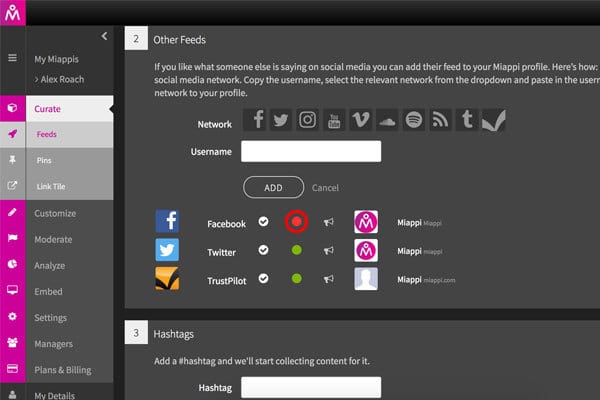 My Miappis
> Alex Roach
Curate
Feeds
Pins
Link Tile
Customize
Moderate
Analyze
Embed
Settings
Managers
Plans & Billing
My Details
2 Other Feeds
If you like what someone else is saying on social media you can add their feed to your Miappi profile. Here's how:
social media network. Copy the username, select the relevant network from the dropdown and paste in the usern
network to your profile.
Network
You Tube
Username
ADD Cancel
Facebook Miappi Miappi
Twitter Miappi miappi
TrustPilot Miappi miappi.com
3 Hashtags
Add a #hashtag and we'll start collecting content for it.
Hashtag